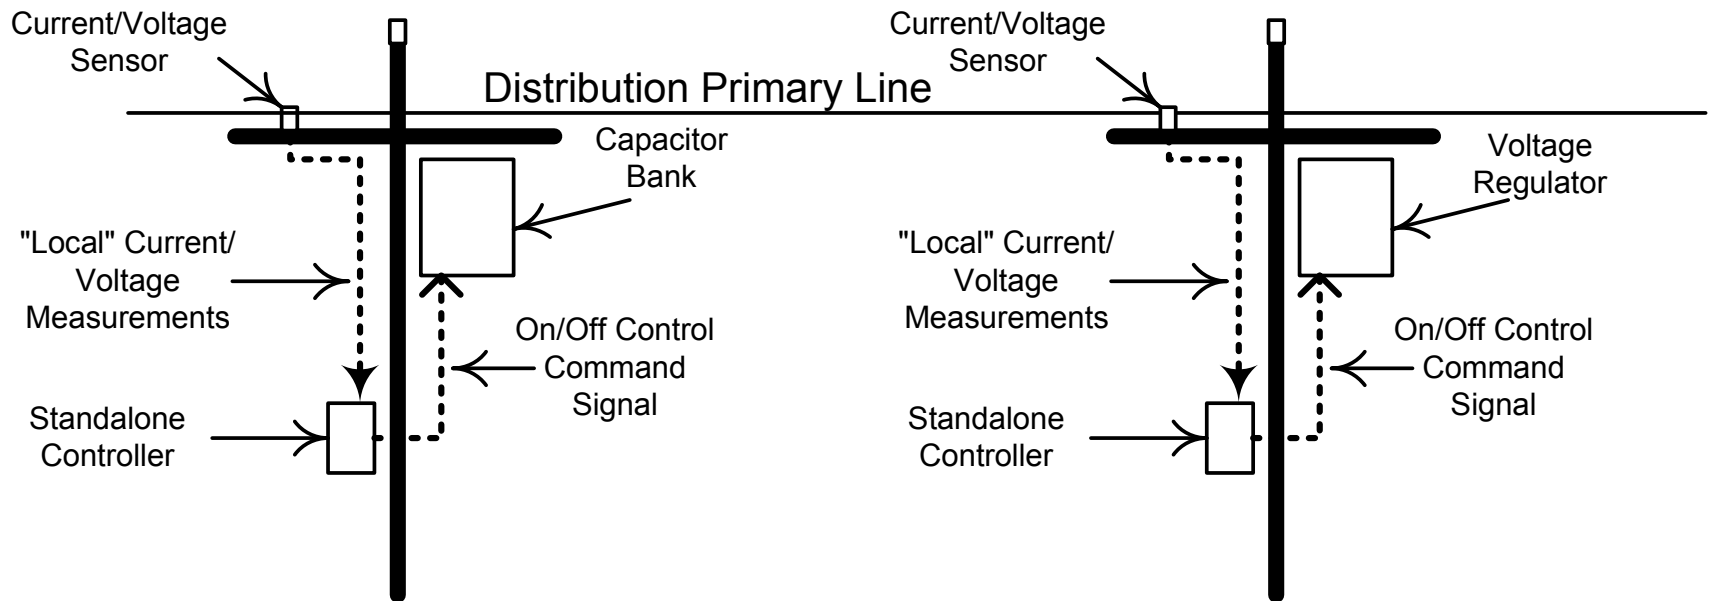 Current/Voltage
Sensor
Distribution Primary Line
Capacitor
Bank
"Local" Current/
Voltage
Measurements
On/Off Control
Command
Signal
Standalone
Controller
Current/Voltage
Sensor
Voltage
Regulator
"Local" Current/
Voltage
Measurements
On/Off Control
Command
Signal
Standalone
Controller